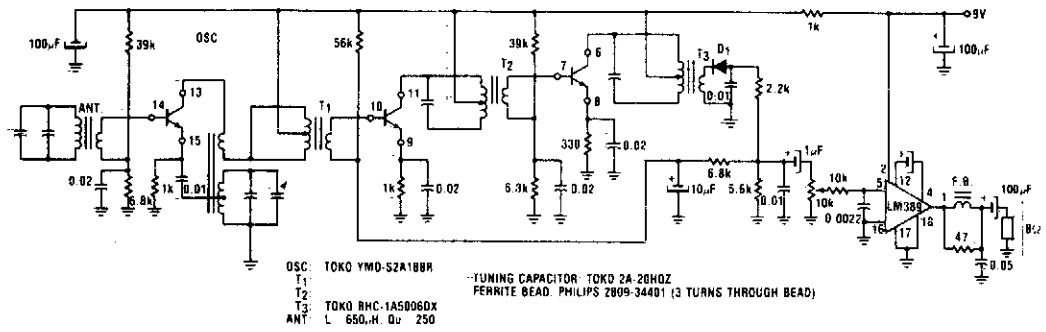 9V
1k
100µF
OSC
39k
56k
39k
6
T3
D1
100µF
T2
7
2.2k
13
11
8
0.01
14
ANT.
T1
10
15
9
330
0.02
1µF
2
12
0.02
6.8k
1k
0.01
1k
0.02
6.3k
0.02
10µF
6.8k
5.6k
0.01
10k
10k
5
4
LM389
1
F.B.
100µF
8Ω
0.0022
16
17
18
47
0.05
OSC: TOKO YMO-S2A188R
T1
T2
T3 TOKO RHC-1A5006DX
ANT L 650µH, Qu 250
TUNING CAPACITOR: TOKO 2A-20HQZ
FERRITE BEAD: PHILIPS 2809-34401 (3 TURNS THROUGH BEAD)